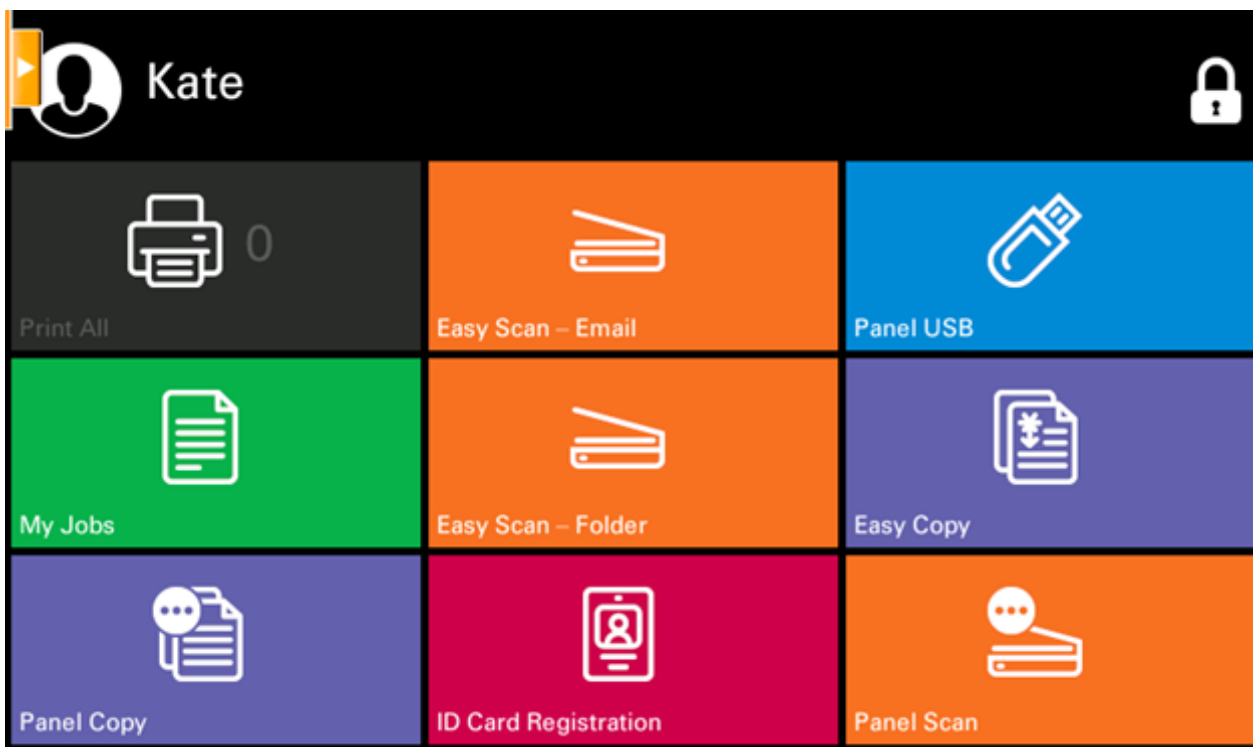 Kate
0
Print All
Easy Scan – Email
Panel USB
My Jobs
Easy Scan – Folder
Easy Copy
Panel Copy
ID Card Registration
Panel Scan